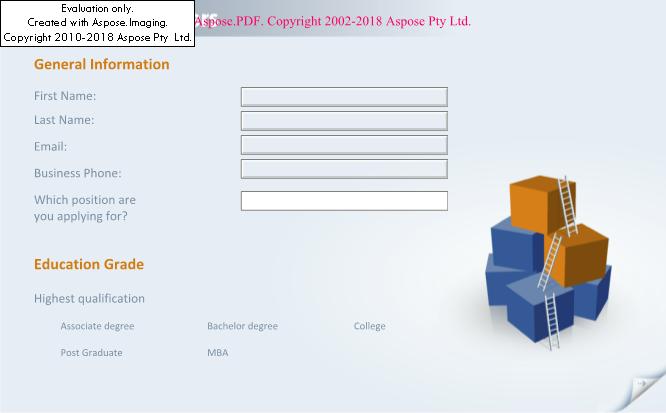 Evaluation only.
Created with Aspose.Imaging.
Copyright 2010-2018 Aspose Pty Ltd.
Aspose.PDF. Copyright 2002-2018 Aspose Pty Ltd.
General Information
First Name:
Last Name:
Email:
Business Phone:
Which position are
you applying for?
Education Grade
Highest qualification
Associate degree
Bachelor degree
College
Post Graduate
MBA